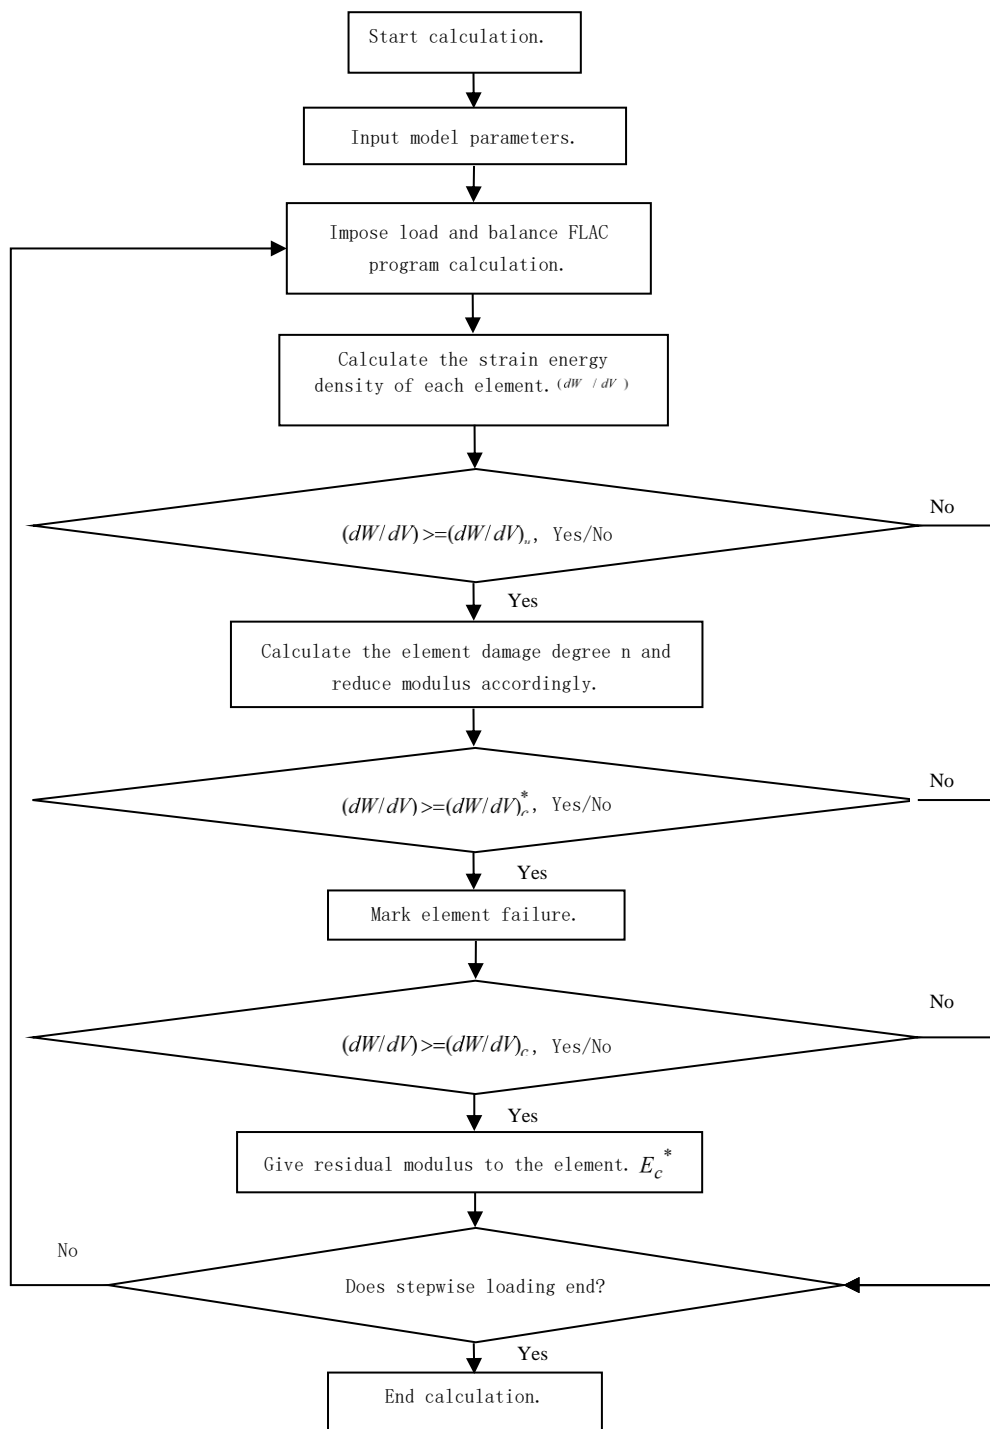 Start calculation.
Input model parameters.
Impose load and balance FLAC
program calculation.
Calculate the strain energy
density of each element. (dW / dV)
No
(dW/dV)>=(dW/dV)u, Yes/No
Yes
Calculate the element damage degree n and
reduce modulus accordingly.
No
(dW/dV)>=(dW/dV)c*, Yes/No
Yes
Mark element failure.
No
(dW/dV)>=(dW/dV)c, Yes/No
Yes
Give residual modulus to the element. Ec*
No
Does stepwise loading end?
Yes
End calculation.